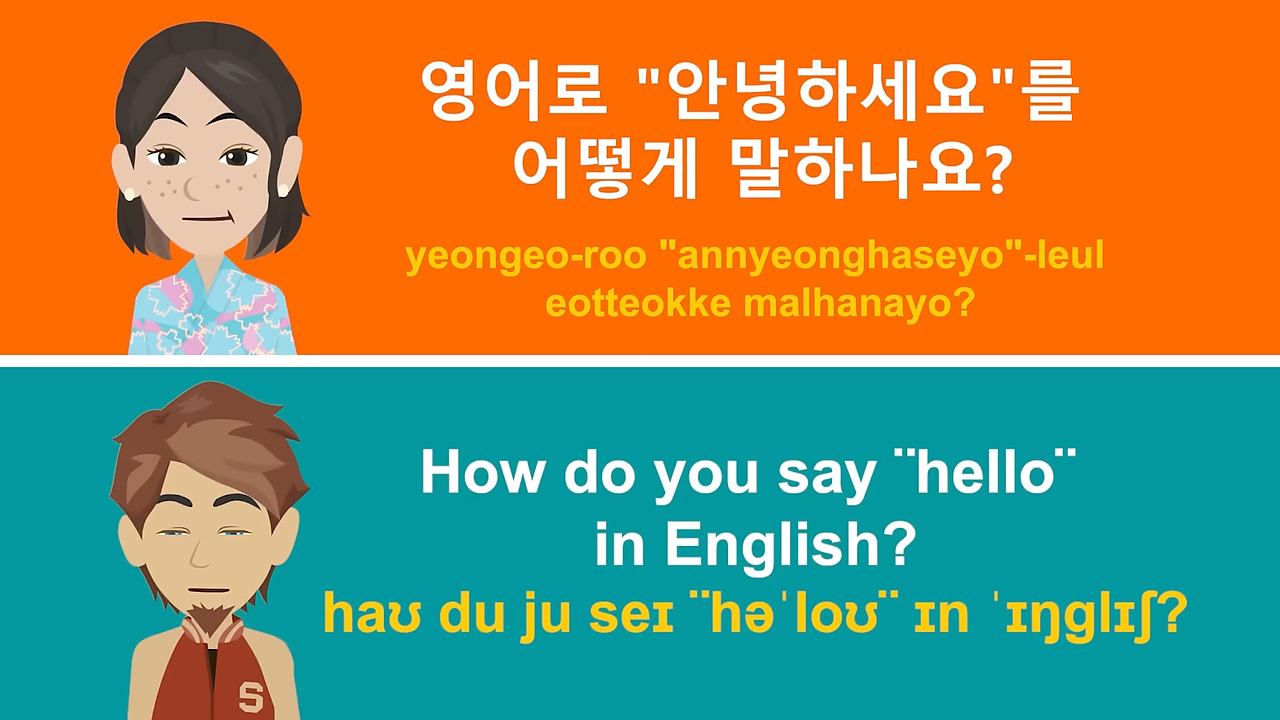 영어로 "안녕하세요"를
어떻게 말하나요?
yeongeo-roo "annyeonghaseyo"-leul
eotteokke malhanayo?
How do you say ¨hello¨
in English?
haʊ du ju seɪ ¨həˈloʊ¨ ɪn ˈɪŋglɪʃ?
S